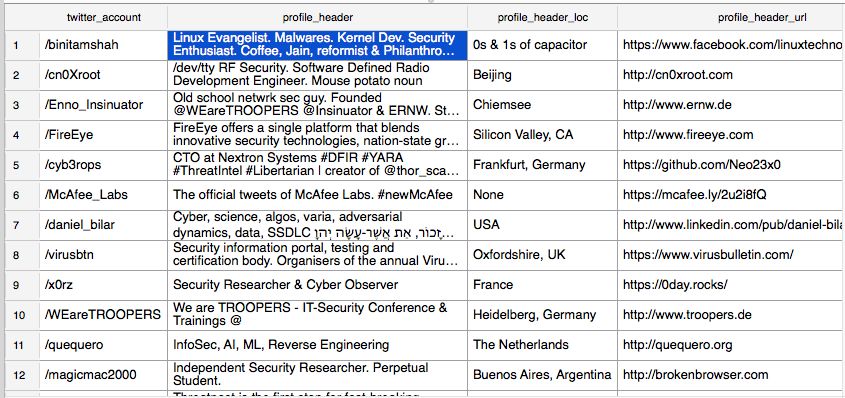 twitter_account profile_header profile_header_loc profile_header_url
1 /binitamshah Linux Evangelist. Malwares. Kernel Dev. Security 0s & 1s of capacitor https://www.facebook.com/linuxtechno
Enthusiast. Coffee, Jain, reformist & Philanthro…
2 /cn0Xroot /dev/tty RF Security. Software Defined Radio Beijing http://cn0xroot.com
Development Engineer. Mouse potato noun
3 /Enno_Insinuator Old school netwrk sec guy. Founded Chiemsee http://www.ernw.de
@WEareTROOPERS @Insinuator & ERNW. St…
4 /FireEye FireEye offers a single platform that blends Silicon Valley, CA http://www.fireeye.com
innovative security technologies, nation-state gr…
5 /cyb3rops CTO at Nextron Systems #DFIR #YARA Frankfurt, Germany https://github.com/Neo23x0
#ThreatIntel #Libertarian | creator of @thor_sca…
6 /McAfee_Labs The official tweets of McAfee Labs. #newMcAfee None https://mcafee.ly/2u2i8fQ
7 /daniel_bilar Cyber, science, algos, varia, adversarial USA http://www.linkedin.com/pub/daniel-bila
dynamics, data, SSDLC זָכוֹר, אֵת אֲשֶׁר-עָשָׂה יְהוָ…
8 /virusbtn Security information portal, testing and Oxfordshire, UK https://www.virusbulletin.com/
certification body. Organisers of the annual Viru…
9 /x0rz Security Researcher & Cyber Observer France https://0day.rocks/
10 /WEareTROOPERS We are TROOPERS - IT-Security Conference & Heidelberg, Germany http://www.troopers.de
Trainings @
11 /quequero InfoSec, AI, ML, Reverse Engineering The Netherlands http://quequero.org
12 /magicmac2000 Independent Security Researcher. Perpetual Buenos Aires, Argentina http://brokenbrowser.com
Student.